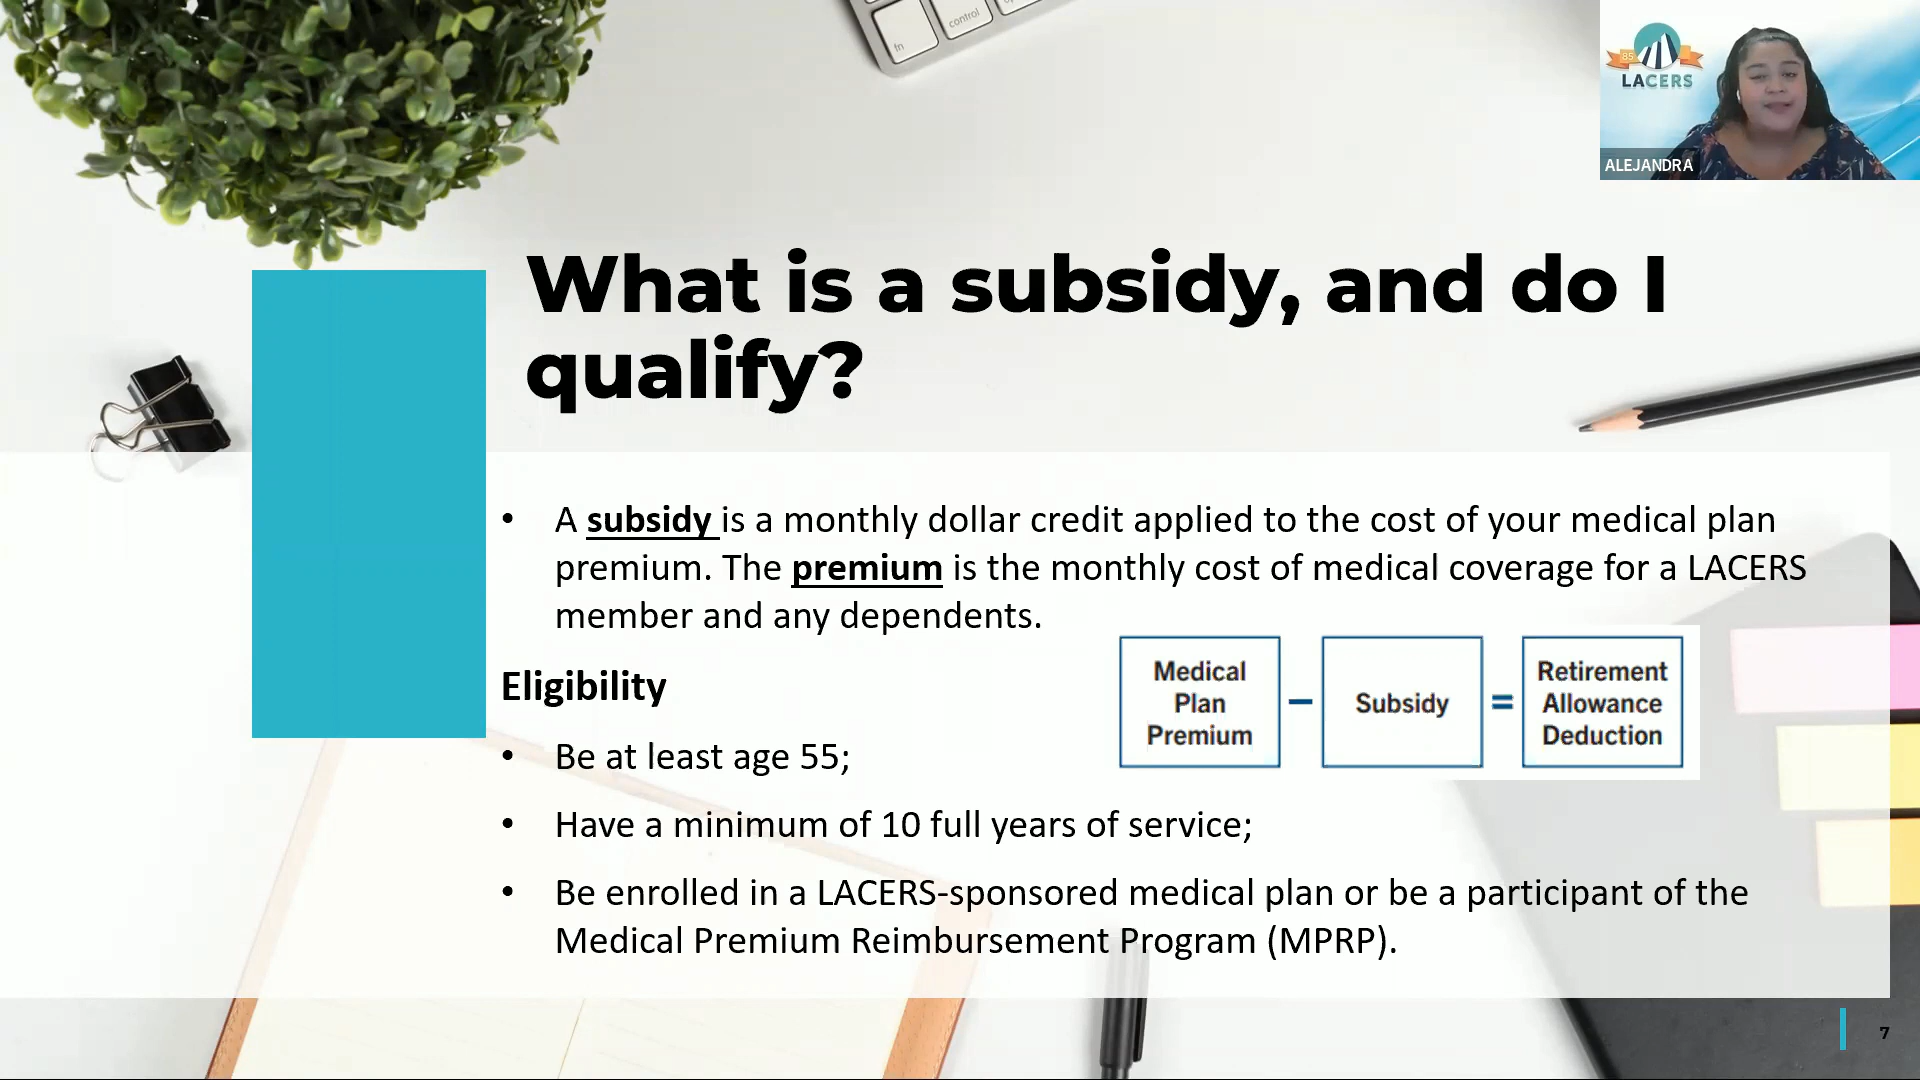 fn
control
85
LACERS
ALEJANDRA
What is a subsidy, and do I
qualify?
• A subsidy is a monthly dollar credit applied to the cost of your medical plan
premium. The premium is the monthly cost of medical coverage for a LACERS
member and any dependents.
Medical
Plan
Premium
–
Subsidy
=
Retirement
Allowance
Deduction
Eligibility
• Be at least age 55;
• Have a minimum of 10 full years of service;
• Be enrolled in a LACERS-sponsored medical plan or be a participant of the
Medical Premium Reimbursement Program (MPRP).
7